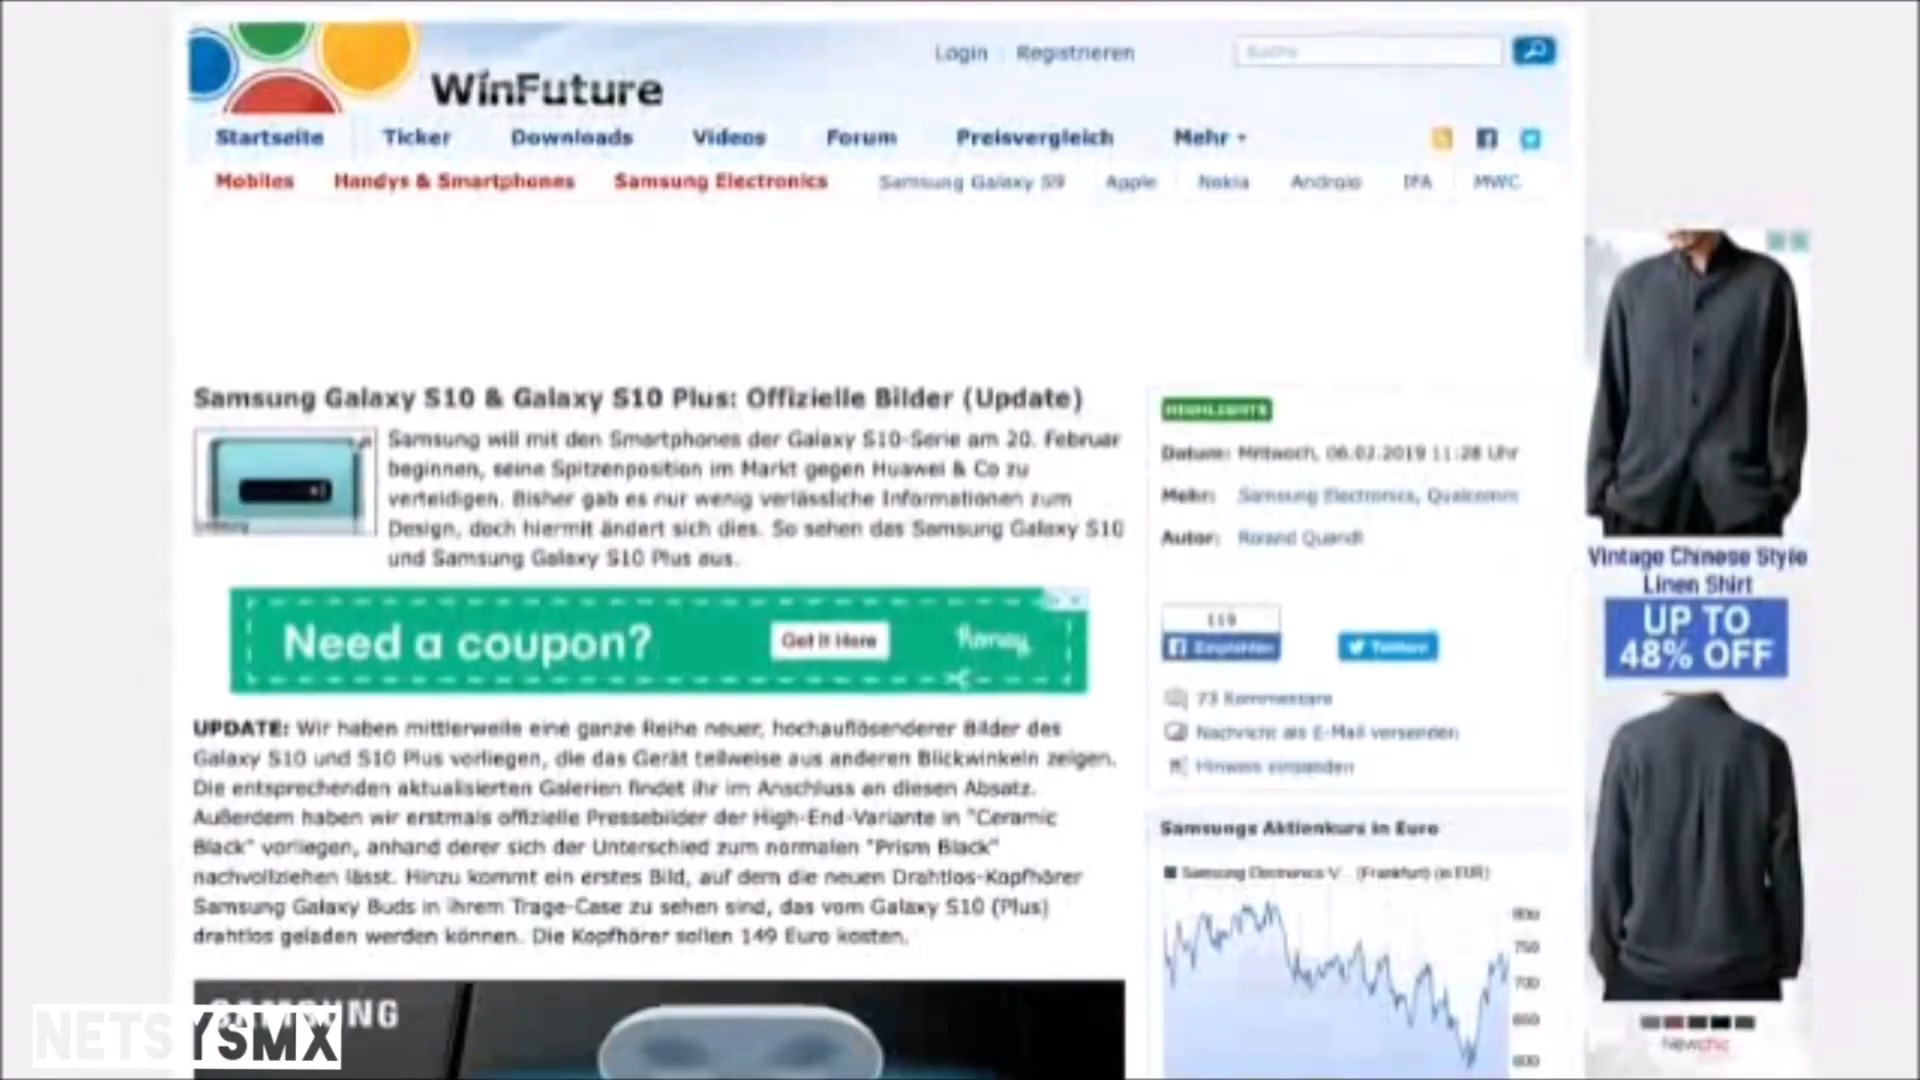 WinFuture
Login Registrieren
Suche
Startseite Ticker Downloads Videos Forum Preisvergleich Mehr
Mobiles Handys & Smartphones Samsung Electronics Samsung Galaxy S9 Apple Nokia Android IFA MWC
Samsung Galaxy S10 & Galaxy S10 Plus: Offizielle Bilder (Update)
Samsung will mit den Smartphones der Galaxy S10-Serie am 20. Februar
beginnen, seine Spitzenposition im Markt gegen Huawei & Co zu
verteidigen. Bisher gab es nur wenig verlässliche Informationen zum
Design, doch hiermit ändert sich dies. So sehen das Samsung Galaxy S10
und Samsung Galaxy S10 Plus aus.
Need a coupon? Get It Here Honey
UPDATE: Wir haben mittlerweile eine ganze Reihe neuer, hochauflösenderer Bilder des
Galaxy S10 und S10 Plus vorliegen, die das Gerät teilweise aus anderen Blickwinkeln zeigen.
Die entsprechenden aktualisierten Galerien findet ihr im Anschluss an diesen Absatz.
Außerdem haben wir erstmals offizielle Pressebilder der High-End-Variante in "Ceramic
Black" vorliegen, anhand derer sich der Unterschied zum normalen "Prism Black"
nachvollziehen lässt. Hinzu kommt ein erstes Bild, auf dem die neuen Drahtlos-Kopfhörer
Samsung Galaxy Buds in ihrem Trage-Case zu sehen sind, das vom Galaxy S10 (Plus)
drahtlos geladen werden können. Die Kopfhörer sollen 149 Euro kosten.
SAMSUNG
NETSYSMX
HIGHLIGHTS
Datum: Mittwoch, 06.02.2019 11:28 Uhr
Mehr: Samsung Electronics, Qualcomm
Autor: Roland Quandt
119
Empfehlen Twittern
73 Kommentare
Nachricht als E-Mail versenden
Hinweis einsenden
Samsungs Aktienkurs in Euro
Samsung Electronics V... (Frankfurt) (in EUR)
800
750
700
650
600
Vintage Chinese Style
Linen Shirt
UP TO
48% OFF
Newchic